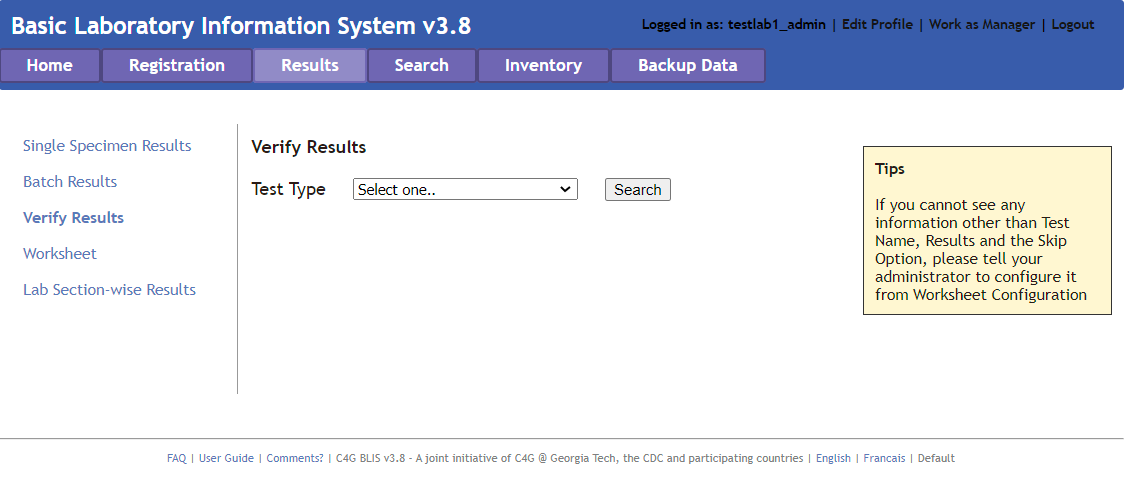 Basic Laboratory Information System v3.8
Logged in as: testlab1_admin | Edit Profile | Work as Manager | Logout
Home Registration Results Search Inventory Backup Data
Single Specimen Results
Batch Results
Verify Results
Worksheet
Lab Section-wise Results
Verify Results
Test Type Select one.. Search
Tips
If you cannot see any
information other than Test
Name, Results and the Skip
Option, please tell your
administrator to configure it
from Worksheet Configuration
FAQ | User Guide | Comments? | C4G BLIS v3.8 - A joint initiative of C4G @ Georgia Tech, the CDC and participating countries | English | Francais | Default